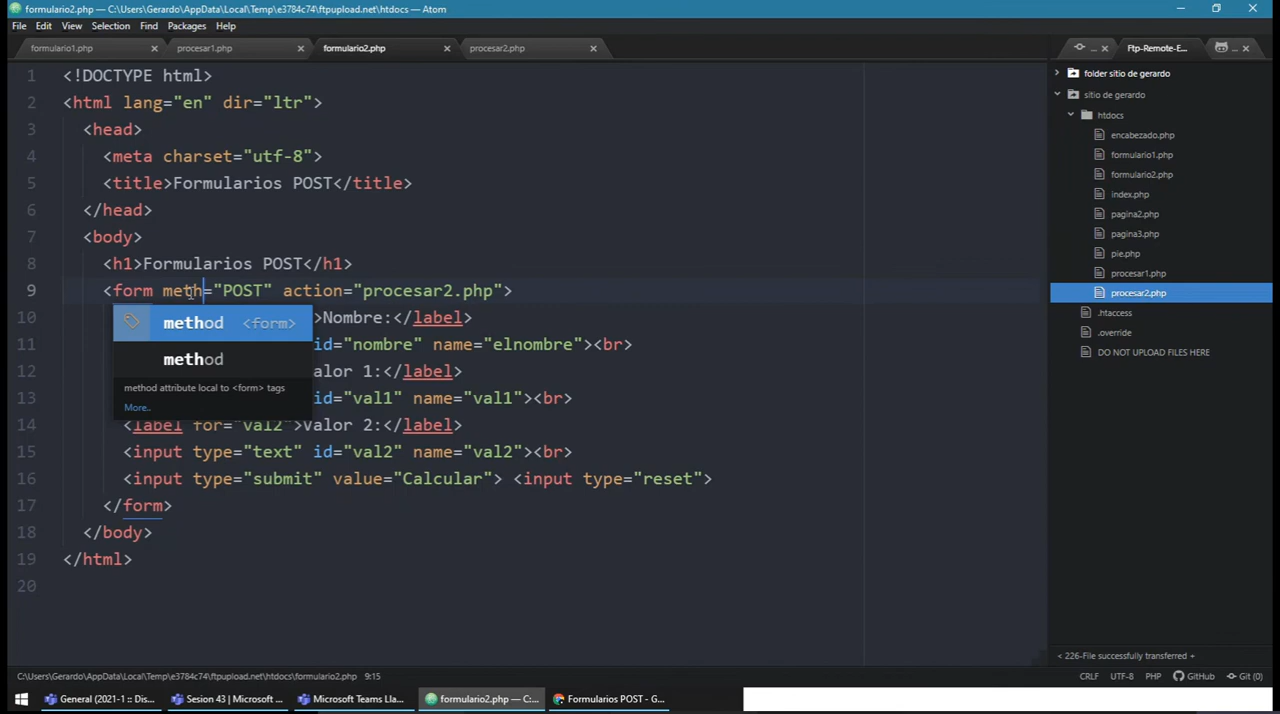 formulario2.php — C:\Users\Gerardo\AppData\Local\Temp\e3784c74\ftpupload.net\htdocs — Atom
File Edit View Selection Find Packages Help
formulario1.php procesar1.php formulario2.php procesar2.php
1 <!DOCTYPE html>
2 <html lang="en" dir="ltr">
3 <head>
4 <meta charset="utf-8">
5 <title>Formularios POST</title>
6 </head>
7 <body>
8 <h1>Formularios POST</h1>
9 <form meth="POST" action="procesar2.php">
10 >Nombre:</label>
11 id="nombre" name="elnombre"><br>
12 alor 1:</label>
13 id="val1" name="val1"><br>
14 <label for="val2">Valor 2:</label>
15 <input type="text" id="val2" name="val2"><br>
16 <input type="submit" value="Calcular"> <input type="reset">
17 </form>
18 </body>
19 </html>
20
method <form>
method
method attribute local to <form> tags
More..
... Ftp-Remote-E... ...
folder sitio de gerardo
sitio de gerardo
htdocs
encabezado.php
formulario1.php
formulario2.php
index.php
pagina2.php
pagina3.php
pie.php
procesar1.php
procesar2.php
.htaccess
.override
DO NOT UPLOAD FILES HERE
< 226-File successfully transferred +
C:\Users\Gerardo\AppData\Local\Temp\e3784c74\ftpupload.net\htdocs\formulario2.php 9:15 CRLF UTF-8 PHP GitHub Git (0)
General (2021-1 :: Dis... Sesion 43 | Microsoft ... Microsoft Teams Lla... formulario2.php — C:... Formularios POST - G...